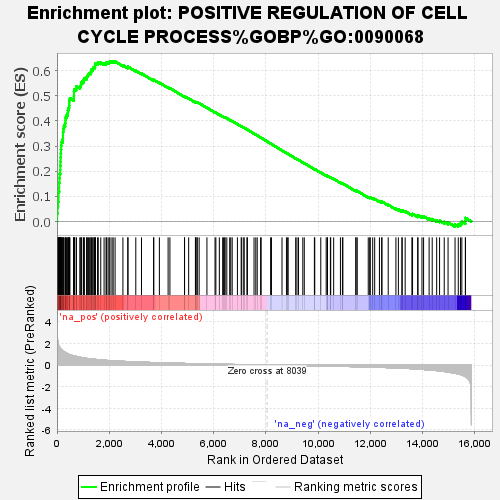 Enrichment plot: POSITIVE REGULATION OF CELL
CYCLE PROCESS%GOBP%GO:0090068
Enrichment score (ES)
0.6
0.5
0.4
0.3
0.2
0.1
0.0
'na_pos' (positively correlated)
Ranked list metric (PreRanked)
4
2
0
-2
-4
-6
Zero cross at 8039
'na_neg' (negatively correlated)
0
2,000
4,000
6,000
8,000
10,000
12,000
14,000
16,000
Rank in Ordered Dataset
Enrichment profile
Hits
Ranking metric scores